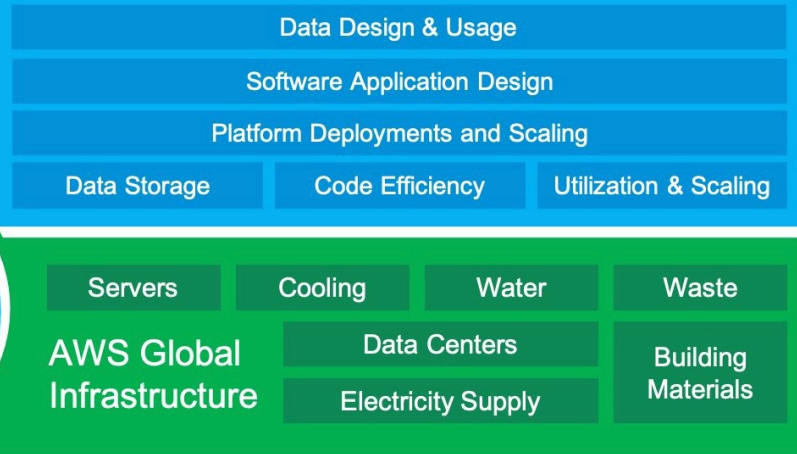 Data Design & Usage
Software Application Design
Platform Deployments and Scaling
Data Storage
Code Efficiency
Utilization & Scaling
Servers
Cooling
Water
Waste
AWS Global
Infrastructure
Data Centers
Electricity Supply
Building
Materials